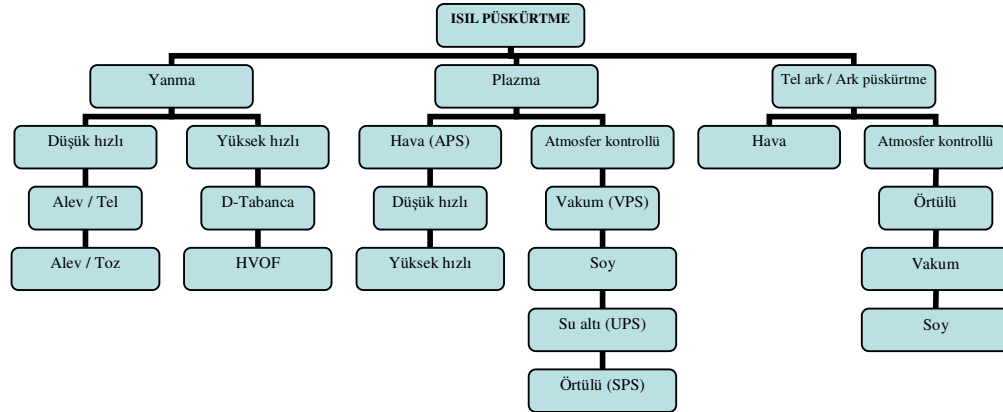 ISIL PÜSKÜRTME
Yanma
Plazma
Tel ark / Ark püskürtme
Düşük hızlı
Yüksek hızlı
Hava (APS)
Atmosfer kontrollü
Hava
Atmosfer kontrollü
Alev / Tel
D-Tabanca
Düşük hızlı
Vakum (VPS)
Örtülü
Alev / Toz
HVOF
Yüksek hızlı
Soy
Vakum
Su altı (UPS)
Soy
Örtülü (SPS)